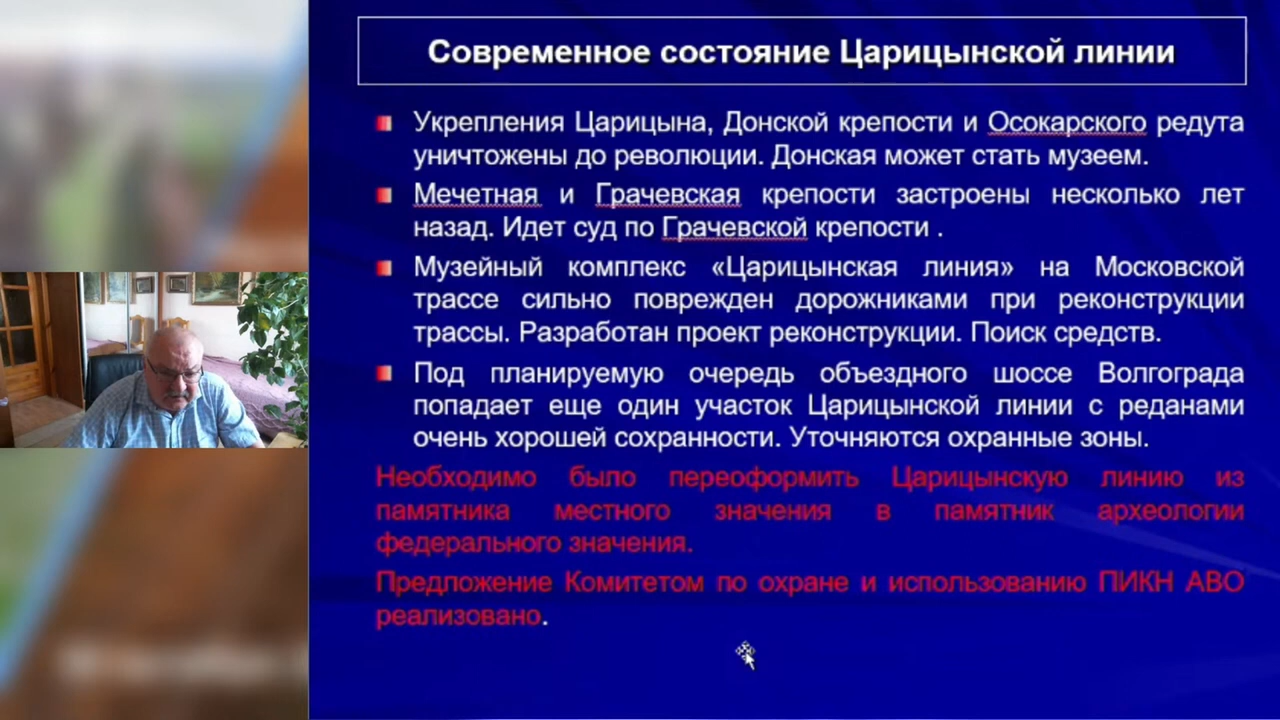 Современное состояние Царицынской линии
Укрепления Царицына, Донской крепости и Осокарского редута
уничтожены до революции. Донская может стать музеем.
Мечетная и Грачевская крепости застроены несколько лет
назад. Идет суд по Грачевской крепости .
Музейный комплекс «Царицынская линия» на Московской
трассе сильно поврежден дорожниками при реконструкции
трассы. Разработан проект реконструкции. Поиск средств.
Под планируемую очередь объездного шоссе Волгограда
попадает еще один участок Царицынской линии с реданами
очень хорошей сохранности. Уточняются охранные зоны.
Необходимо было переоформить Царицынскую линию из
памятника местного значения в памятник археологии
федерального значения.
Предложение Комитетом по охране и использованию ПИКН АВО
реализовано.